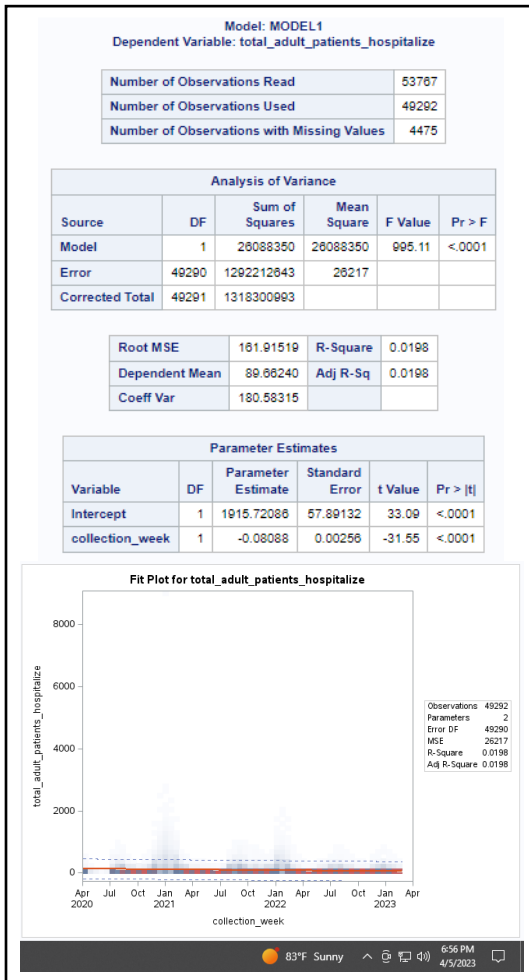 Model: MODEL1
Dependent Variable: total_adult_patients_hospitalize
Number of Observations Read 53767
Number of Observations Used 49292
Number of Observations with Missing Values 4475
Analysis of Variance
Source DF Sum of Squares Mean Square F Value Pr > F
Model 1 26088350 26088350 995.11 <.0001
Error 49290 1292212643 26217
Corrected Total 49291 1318300993
Root MSE 161.91519 R-Square 0.0198
Dependent Mean 89.66240 Adj R-Sq 0.0198
Coeff Var 180.58315
Parameter Estimates
Variable DF Parameter Estimate Standard Error t Value Pr > |t|
Intercept 1 1915.72086 57.89132 33.09 <.0001
collection_week 1 -0.08088 0.00256 -31.55 <.0001
Fit Plot for total_adult_patients_hospitalize
total_adult_patients_hospitalize
8000
6000
4000
2000
0
Observations 49292
Parameters 2
Error DF 49290
MSE 26217
R-Square 0.0198
Adj R-Square 0.0198
Apr Jul Oct Jan Apr Jul Oct Jan Apr Jul Oct Jan Apr
2020 2021 2022 2023
collection_week
83°F Sunny
6:56 PM
4/5/2023